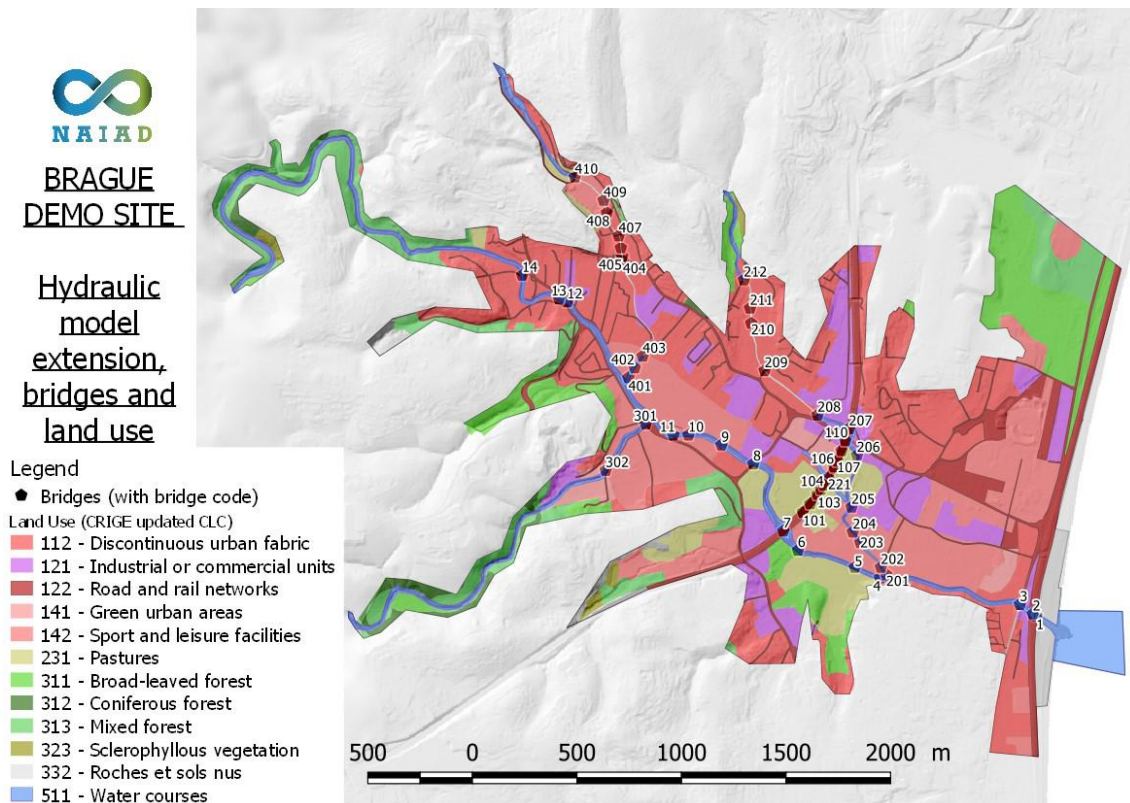 NAIAD
BRAGUE
DEMO SITE
Hydraulic
model
extension,
bridges and
land use
Legend
Bridges (with bridge code)
Land Use (CRIGE updated CLC)
112 - Discontinuous urban fabric
121 - Industrial or commercial units
122 - Road and rail networks
141 - Green urban areas
142 - Sport and leisure facilities
231 - Pastures
311 - Broad-leaved forest
312 - Coniferous forest
313 - Mixed forest
323 - Sclerophyllous vegetation
332 - Roches et sols nus
511 - Water courses
410
409
408
407
405
404
14
13
12
212
211
210
403
402
401
209
301
11
10
9
208
207
110
206
302
8
106
107
104
221
103
205
101
7
204
6
203
5
202
4
201
3
2
1
500 0 500 1000 1500 2000 m